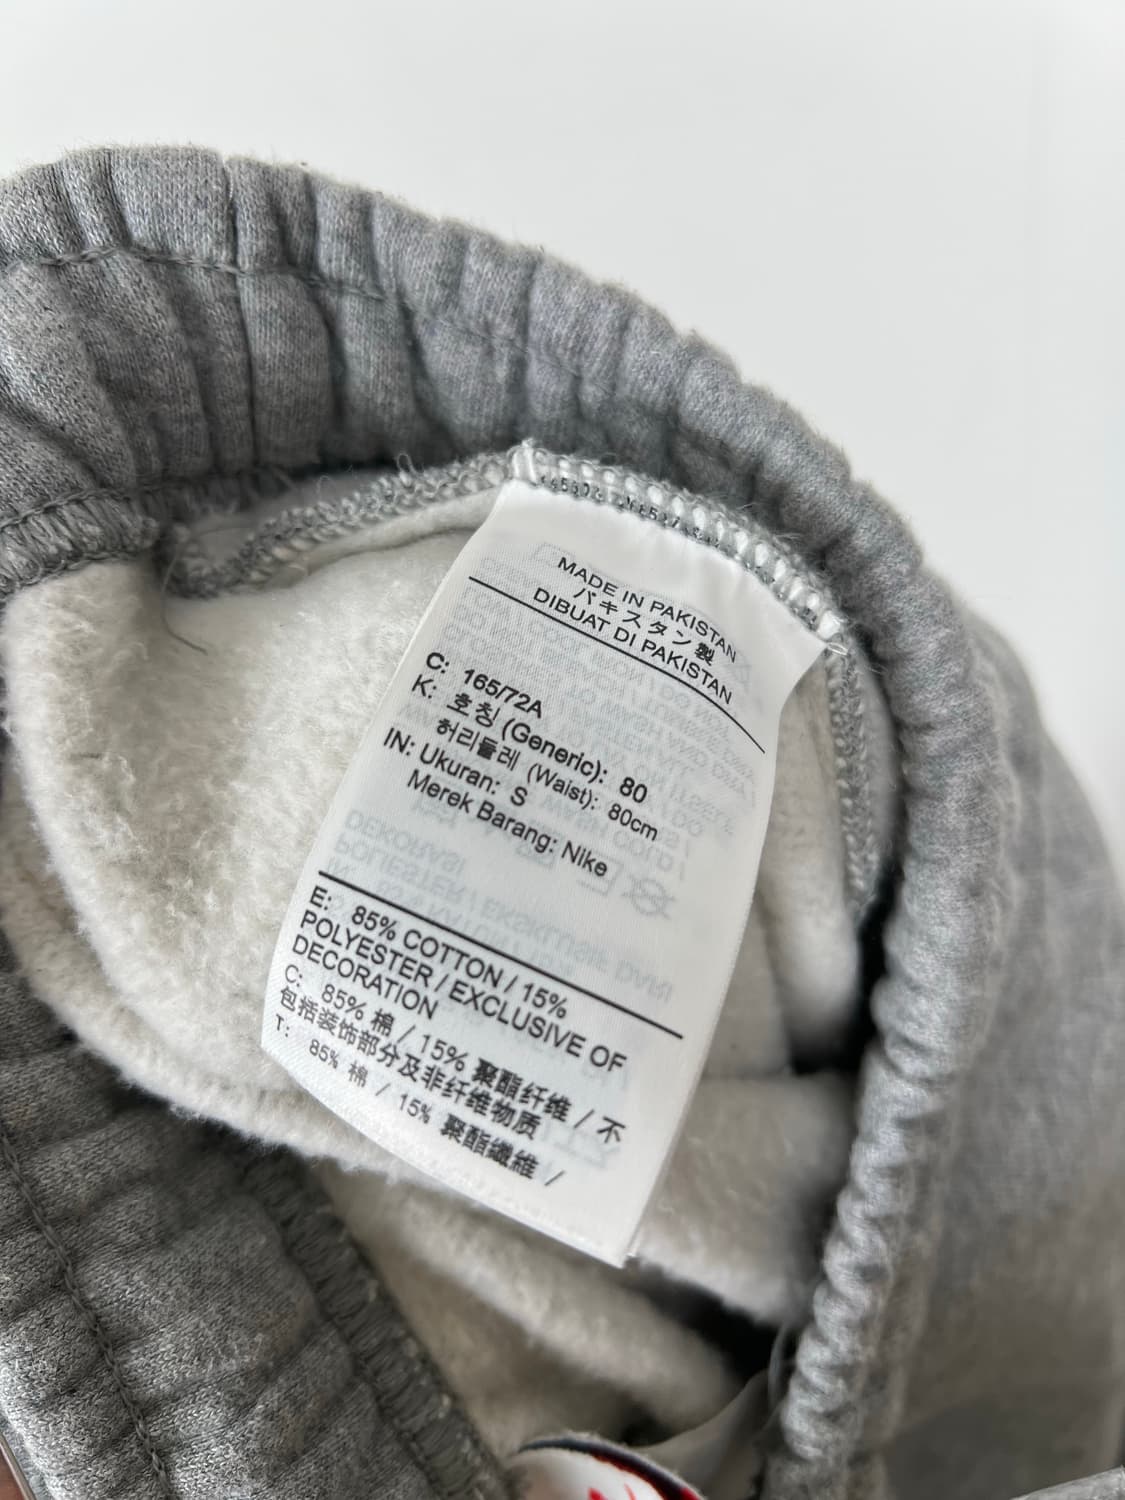 MADE IN PAKISTAN
パキスタン製
DIBUAT DI PAKISTAN
C: 165/72A
K: 호칭 (Generic): 80
허리둘레 (Waist): 80cm
IN: Ukuran: S
Merek Barang: Nike
E: 85% COTTON / 15%
POLYESTER / EXCLUSIVE OF
DECORATION
C: 85% 棉 / 15% 聚酯纤维 / 不
包括装饰部分及非纤维物质
T: 85% 棉 / 15% 聚酯纖維 /